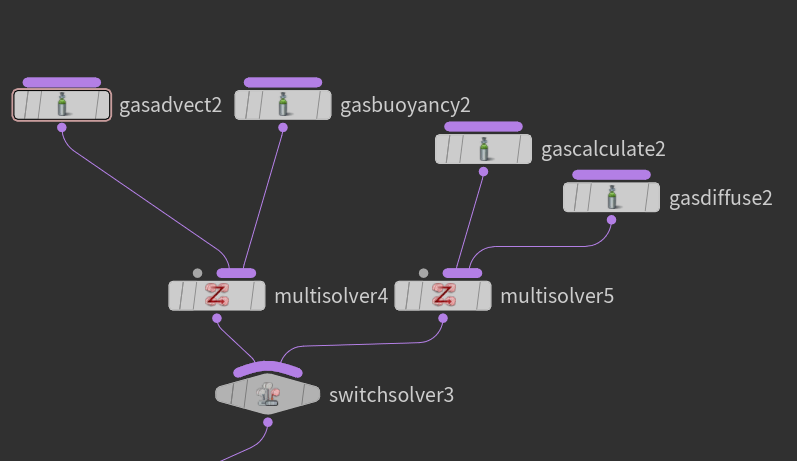 gasadvect2
gasbuoyancy2
gascalculate2
gasdiffuse2
multisolver4
multisolver5
switchsolver3